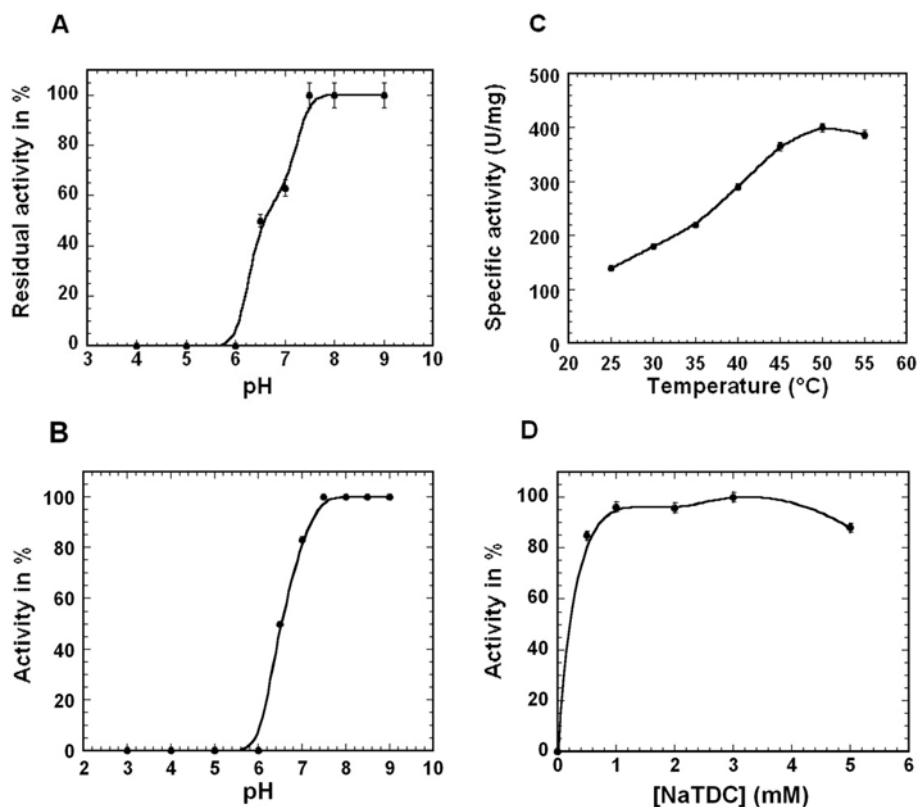 A
Residual activity in %
100
80
60
40
20
0
3 4 5 6 7 8 9 10
pH
C
Specific activity (U/mg)
500
400
300
200
100
0
20 25 30 35 40 45 50 55 60
Temperature (°C)
B
Activity in %
100
80
60
40
20
0
2 3 4 5 6 7 8 9 10
pH
D
Activity in %
100
80
60
40
20
0
0 1 2 3 4 5 6
[NaTDC] (mM)